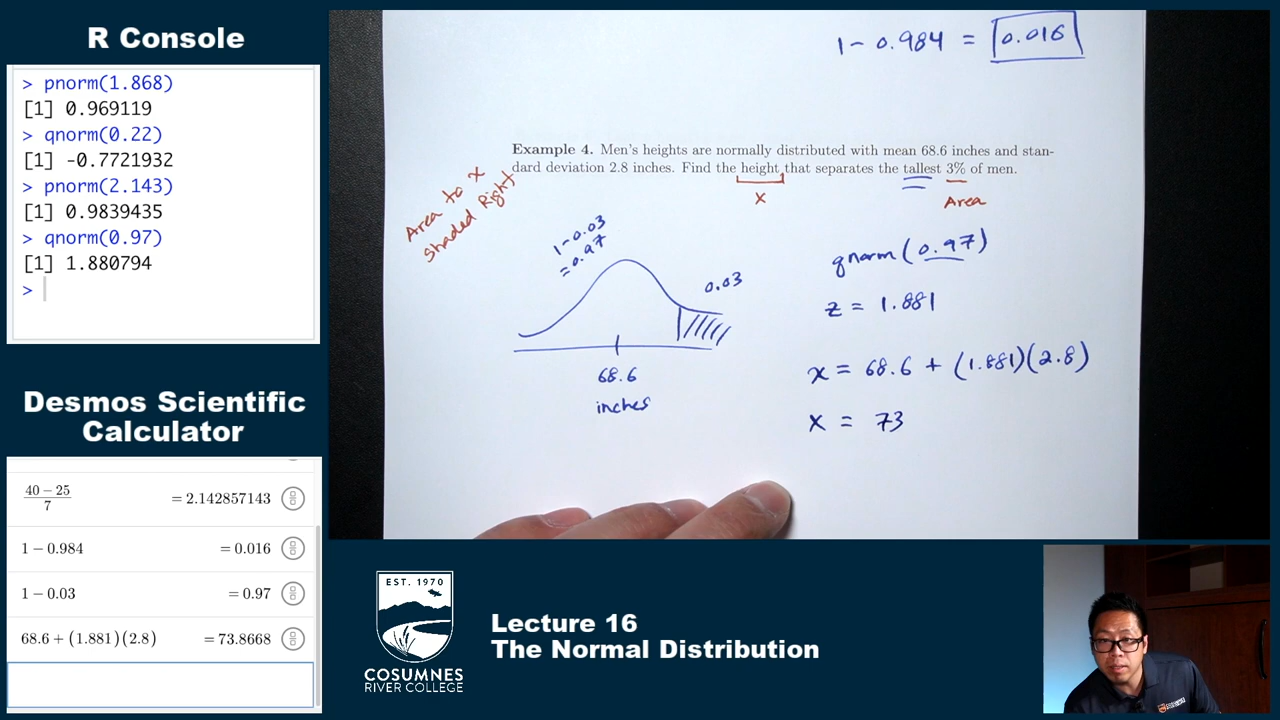 R Console
> pnorm(1.868)
[1] 0.969119
> qnorm(0.22)
[1] -0.7721932
> pnorm(2.143)
[1] 0.9839435
> qnorm(0.97)
[1] 1.880794
>
Desmos Scientific
Calculator
40 − 25
7
= 2.142857143
1 − 0.984 = 0.016
1 − 0.03 = 0.97
68.6 + (1.881)(2.8) = 73.8668
1 − 0.984 = 0.016
Example 4. Men's heights are normally distributed with mean 68.6 inches and stan-
dard deviation 2.8 inches. Find the height that separates the tallest 3% of men.
x
Area
Area to x
shaded Right
1 − 0.03
= 0.97
0.03
68.6
inches
qnorm(0.97)
z = 1.881
x = 68.6 + (1.881)(2.8)
x = 73
EST. 1970
COSUMNES
RIVER COLLEGE
Lecture 16
The Normal Distribution